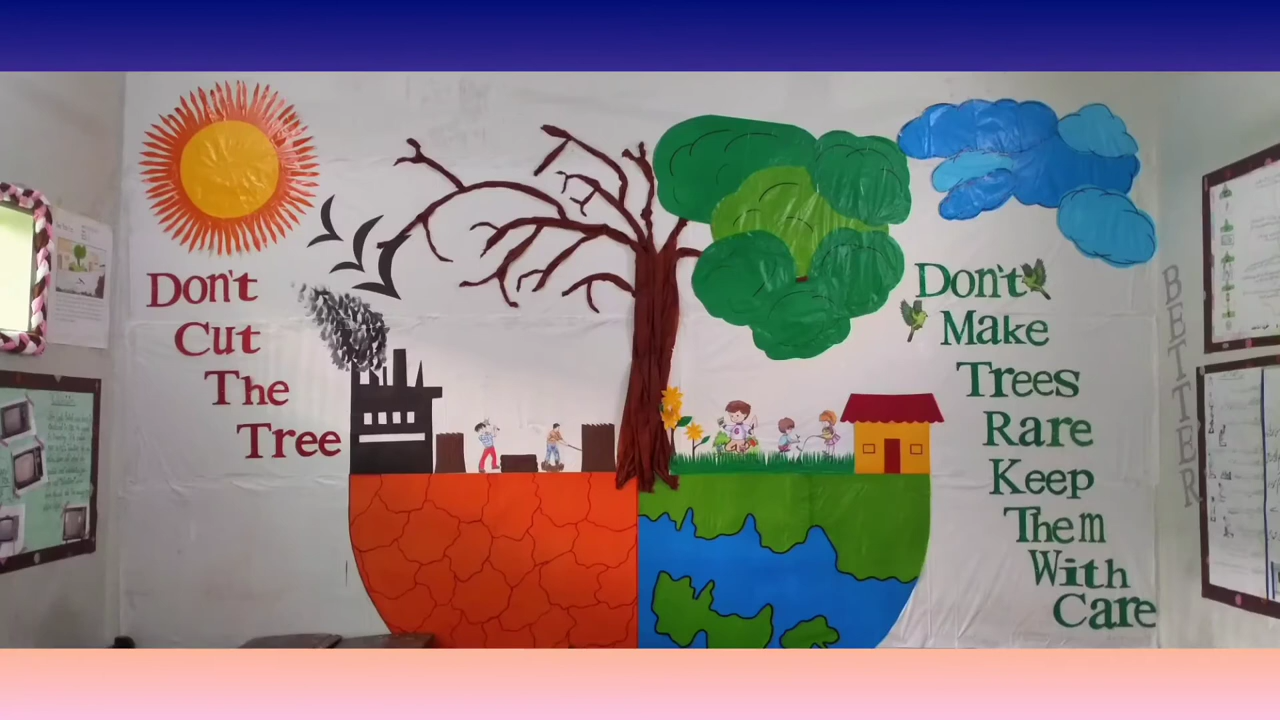 Don't
Cut
The
Tree
Don't
Make
Trees
Rare
Keep
Them
With
Care
BETTER